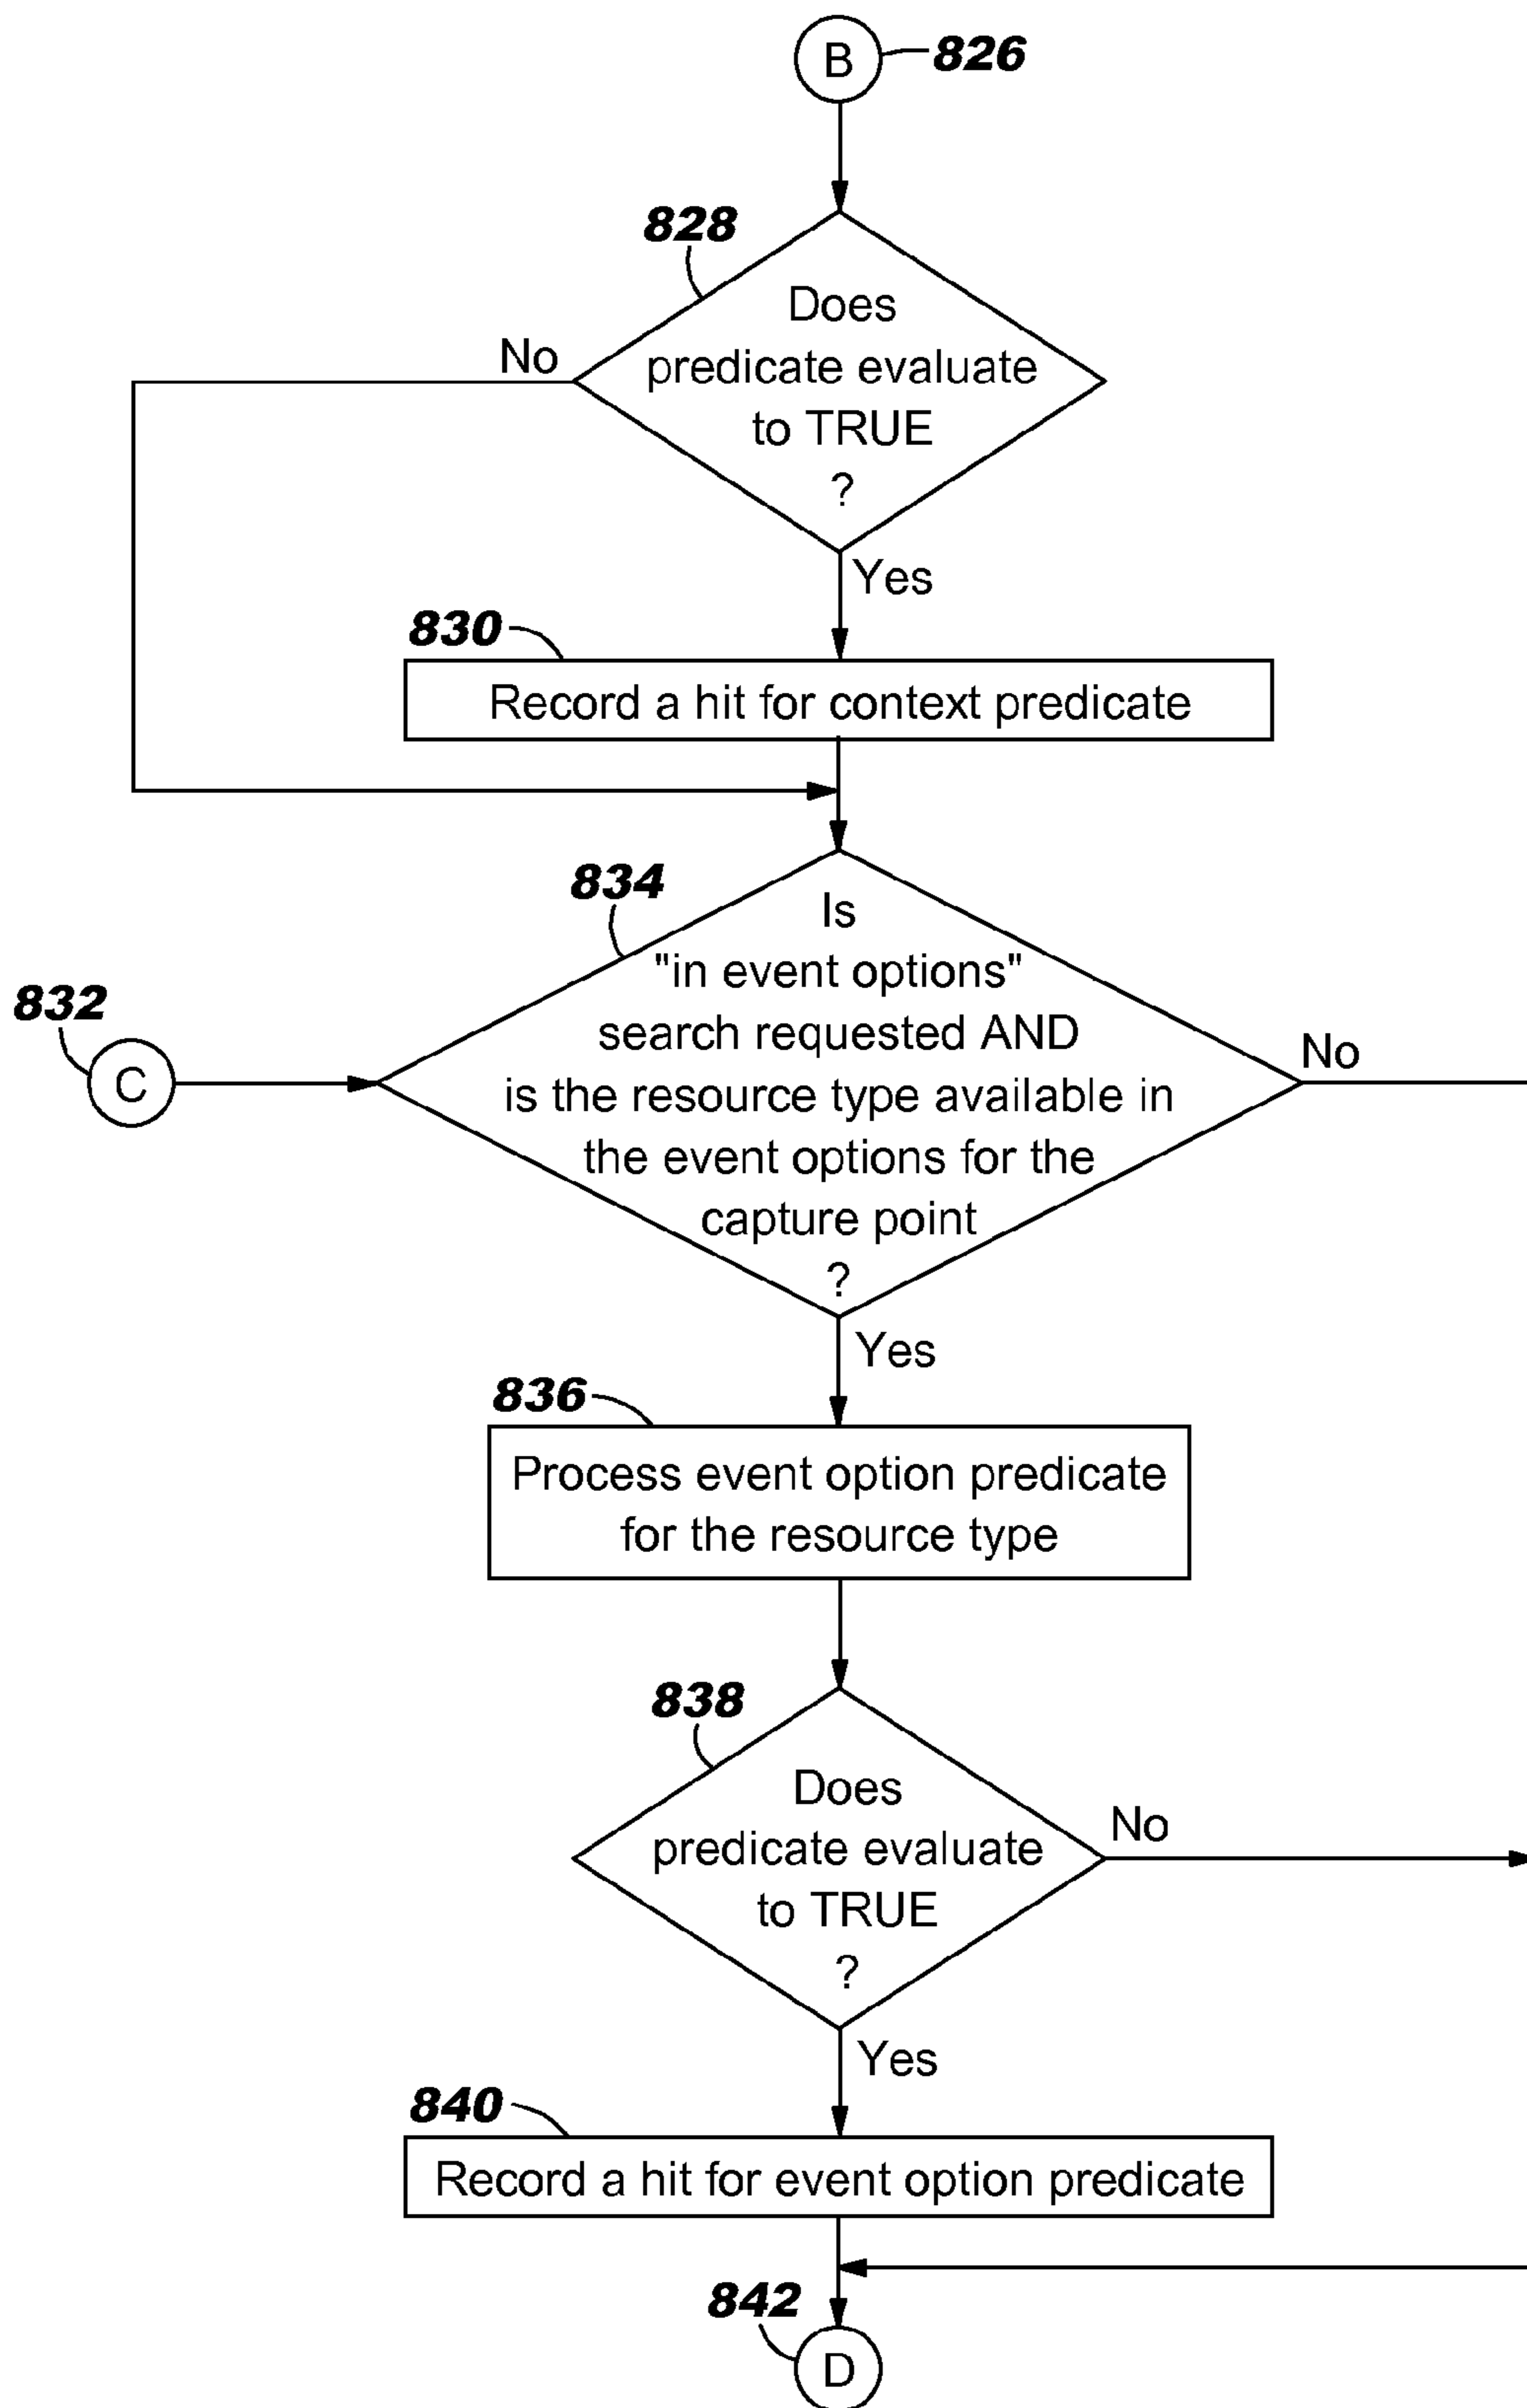 B
826
828
Does
predicate evaluate
to TRUE
?
No
Yes
830
Record a hit for context predicate
834
Is
"in event options"
search requested AND
is the resource type available in
the event options for the
capture point
?
832
C
No
Yes
836
Process event option predicate
for the resource type
838
Does
predicate evaluate
to TRUE
?
No
Yes
840
Record a hit for event option predicate
842
D